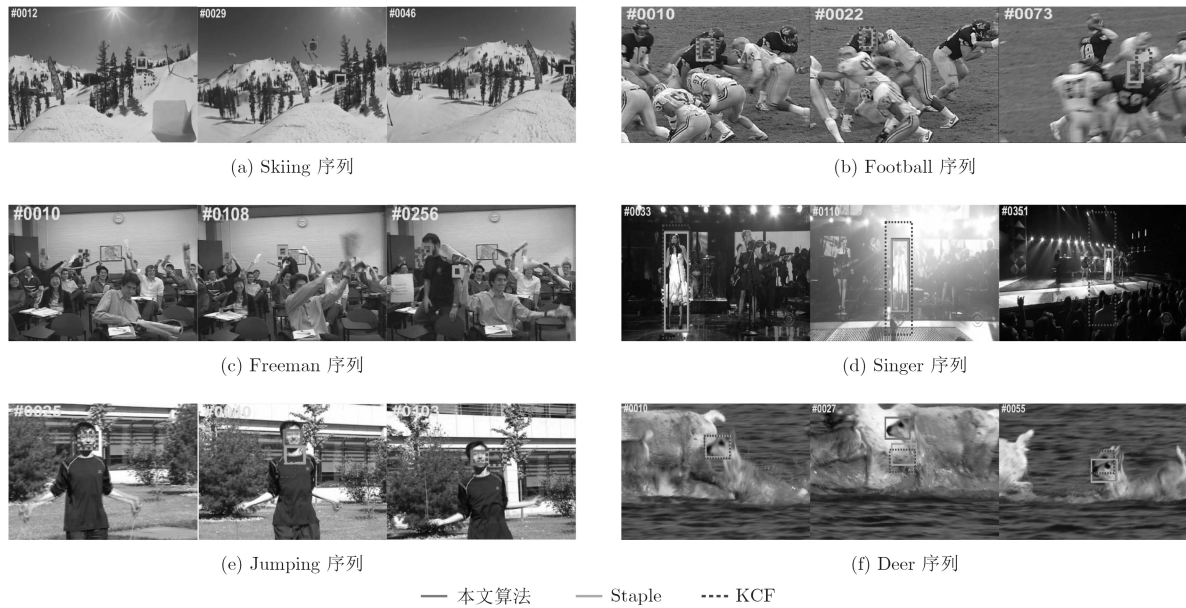 #0012 #0029 #0046
#0010 #0022 #0073
(a) Skiing 序列
(b) Football 序列
#0010 #0108 #0256
#0033 #0110 #0351
(c) Freeman 序列
(d) Singer 序列
#0025 #0103
#0010 #0027 #0055
(e) Jumping 序列
(f) Deer 序列
本文算法 Staple KCF